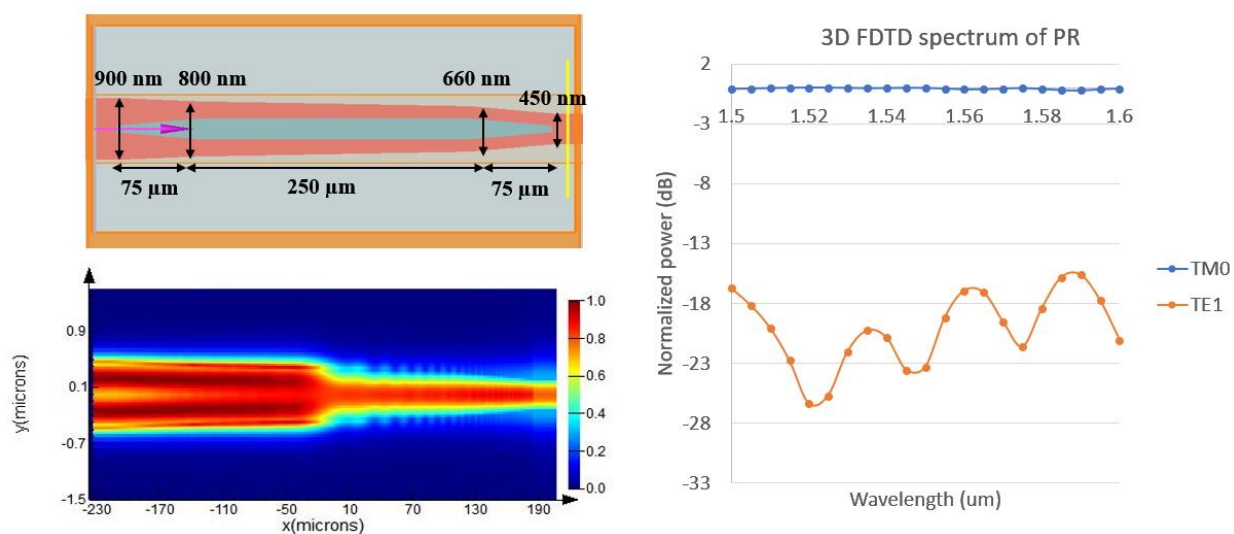 900 nm
800 nm
660 nm
450 nm
75 μm
250 μm
75 μm
y(microns)
0.9
0.1
-0.7
-1.5
-230
-170
-110
-50
10
70
130
190
x(microns)
1.0
0.8
0.6
0.4
0.2
0.0
3D FDTD spectrum of PR
Normalized power (dB)
2
-3
-8
-13
-18
-23
-28
-33
1.5
1.52
1.54
1.56
1.58
1.6
Wavelength (um)
TM0
TE1